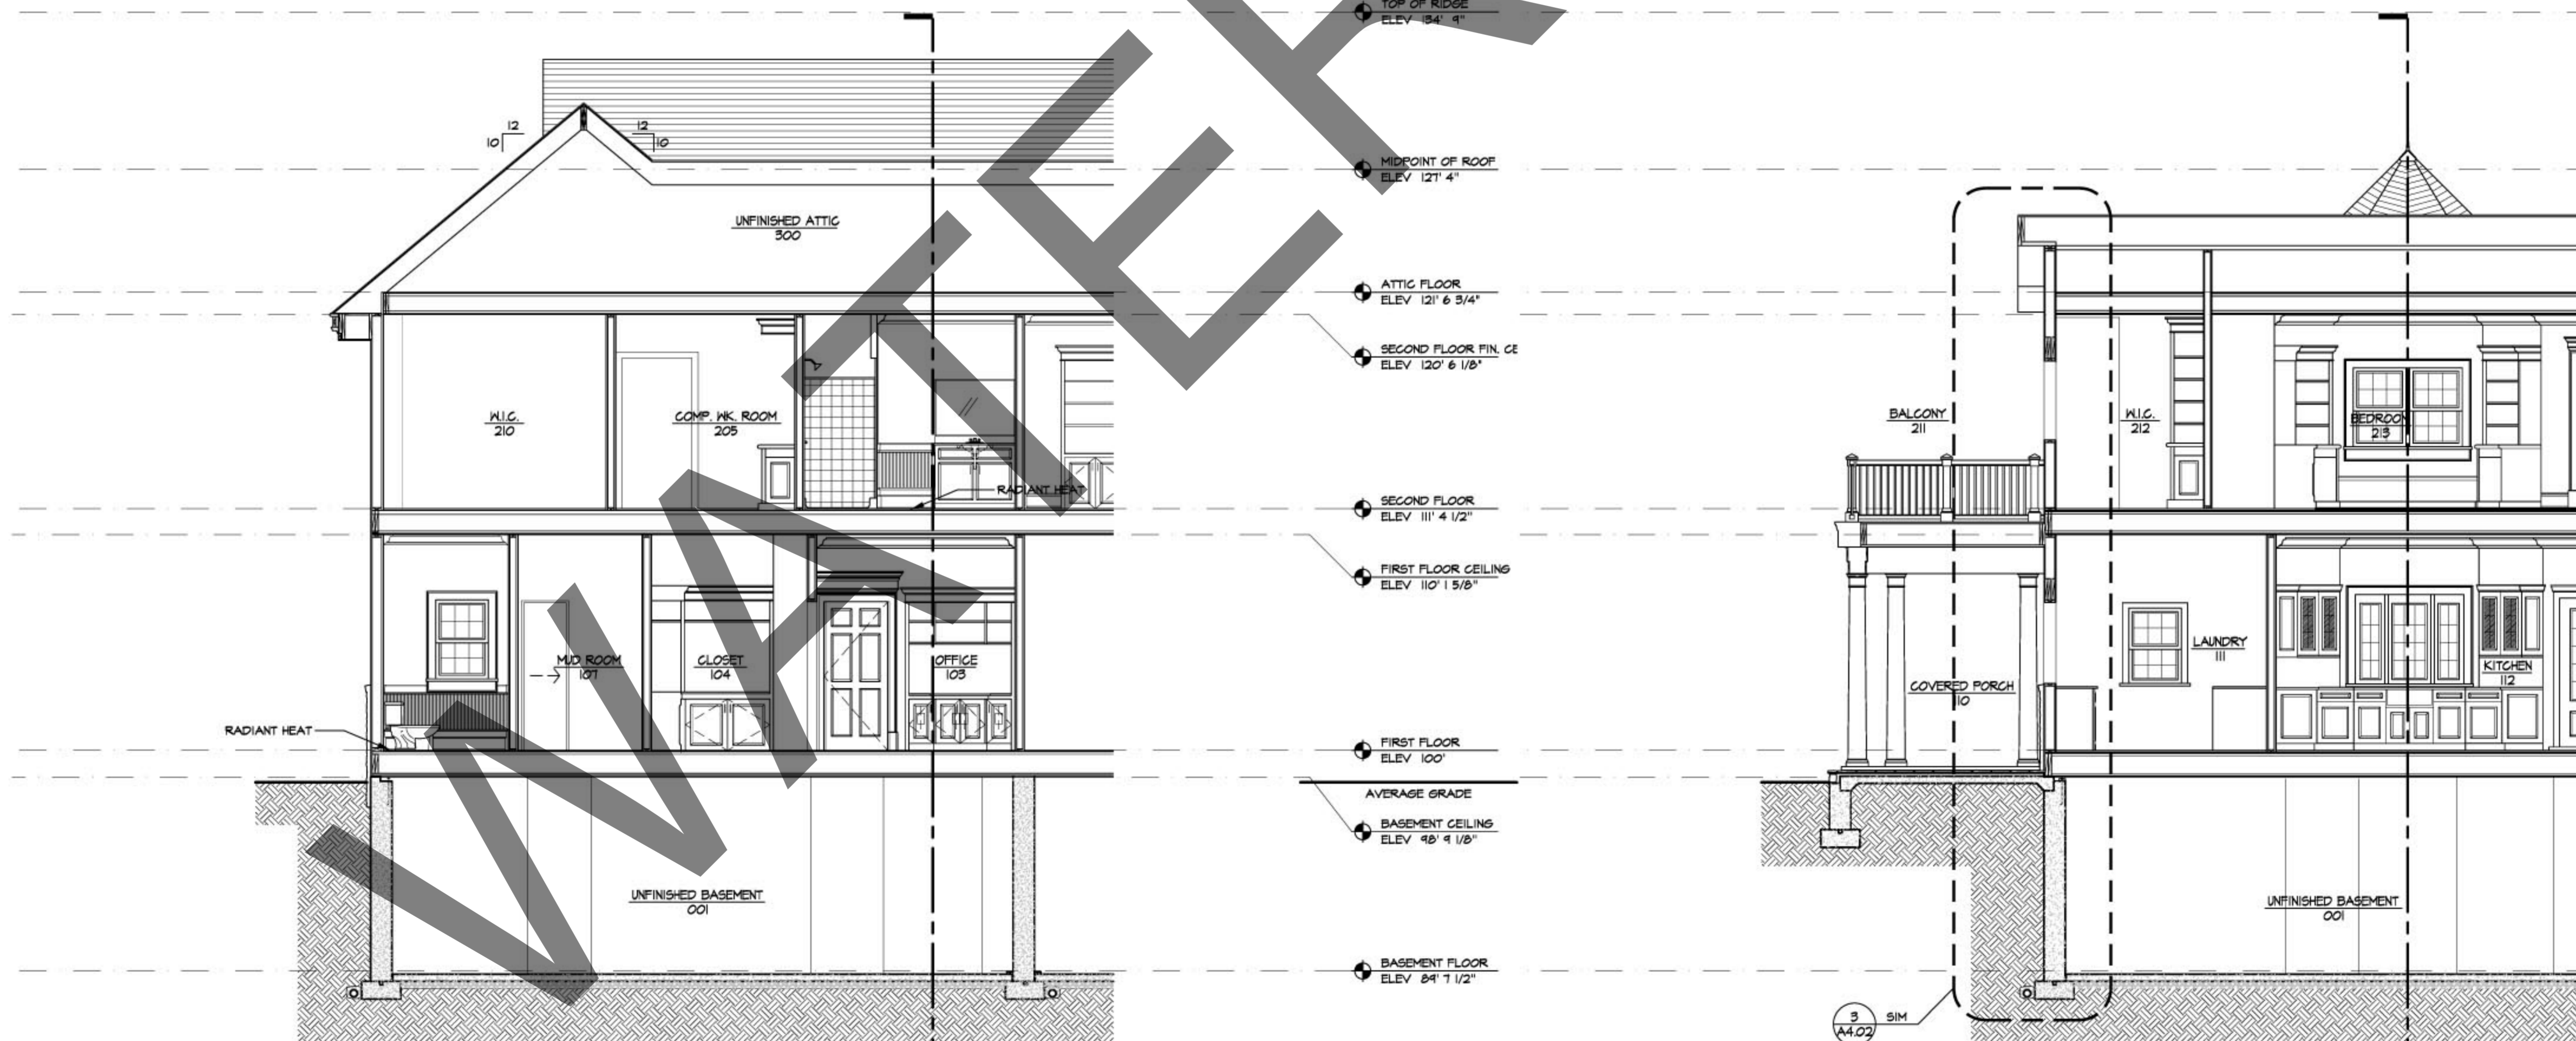 TOP OF RIDGE
ELEV 134' 9"
12
10
12
10
MIDPOINT OF ROOF
ELEV 127' 4"
UNFINISHED ATTIC
300
ATTIC FLOOR
ELEV 121' 6 3/4"
SECOND FLOOR FIN. CE
ELEV 120' 6 1/8"
W.I.C.
210
COMP. WK. ROOM
205
BALCONY
211
W.I.C.
212
BEDROOM
213
RADIANT HEAT
SECOND FLOOR
ELEV 111' 4 1/2"
FIRST FLOOR CEILING
ELEV 110' 1 5/8"
MUD ROOM
107
CLOSET
104
OFFICE
103
LAUNDRY
111
KITCHEN
112
COVERED PORCH
110
RADIANT HEAT
FIRST FLOOR
ELEV 100'
AVERAGE GRADE
BASEMENT CEILING
ELEV 98' 9 1/8"
UNFINISHED BASEMENT
001
UNFINISHED BASEMENT
001
BASEMENT FLOOR
ELEV 89' 7 1/2"
3
A4.02
SIM
WATER